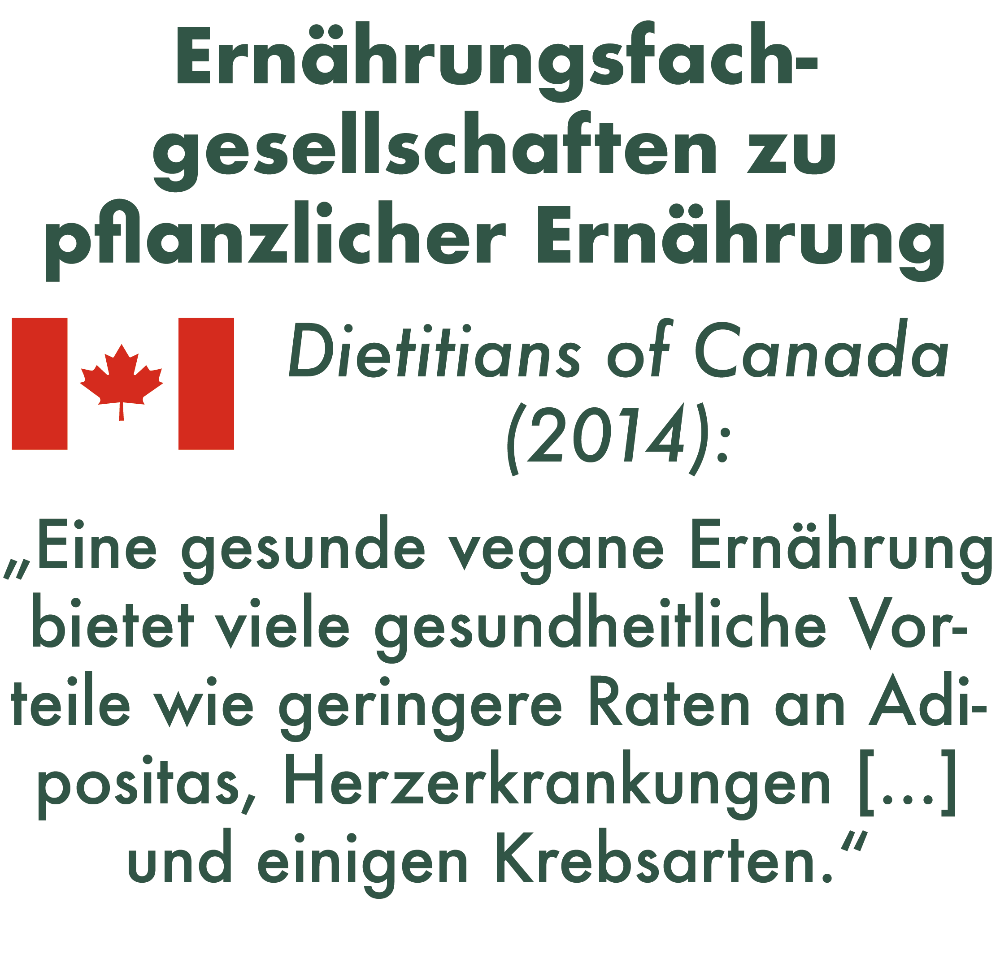 Ernährungsfach-
gesellschaften zu
pflanzlicher Ernährung
Dietitians of Canada
(2014):
„Eine gesunde vegane Ernährung
bietet viele gesundheitliche Vor-
teile wie geringere Raten an Adi-
positas, Herzerkrankungen [...]
und einigen Krebsarten.“